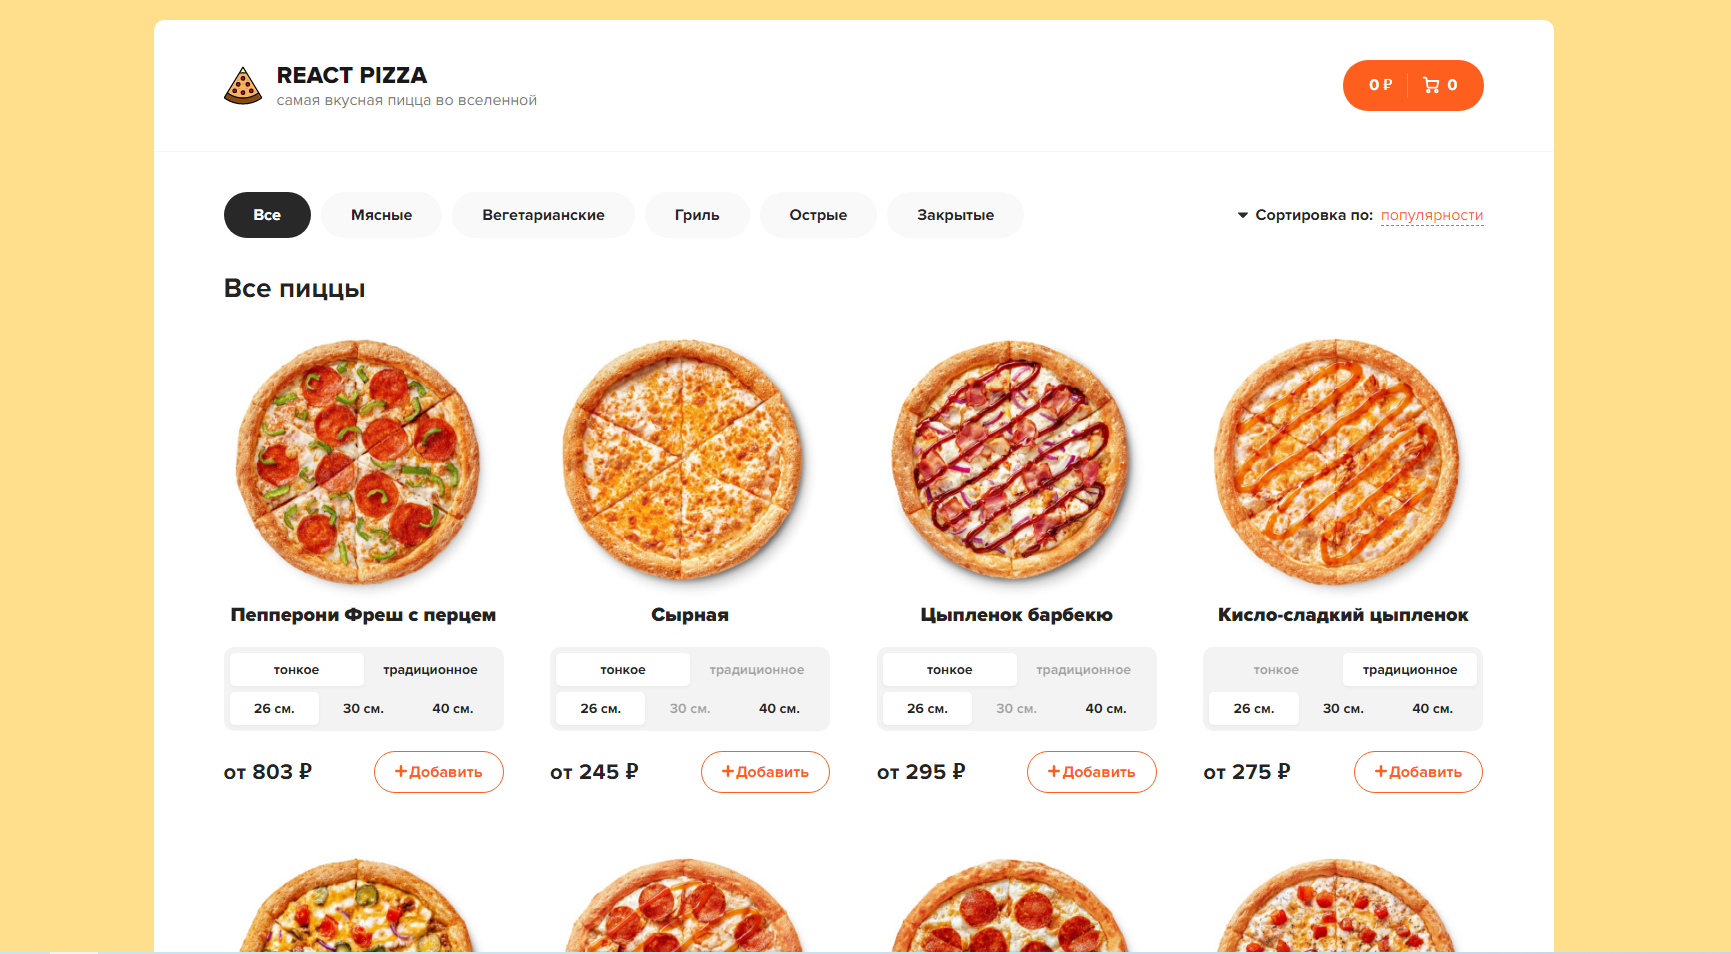 REACT PIZZA
самая вкусная пицца во вселенной
0 ₽ 0
Все Мясные Вегетарианские Гриль Острые Закрытые Сортировка по: популярности
Все пиццы
Пепперони Фреш с перцем Сырная Цыпленок барбекю Кисло-сладкий цыпленок
тонкое традиционное тонкое традиционное тонкое традиционное тонкое традиционное
26 см. 30 см. 40 см. 26 см. 30 см. 40 см. 26 см. 30 см. 40 см. 26 см. 30 см. 40 см.
от 803 ₽ +Добавить от 245 ₽ +Добавить от 295 ₽ +Добавить от 275 ₽ +Добавить